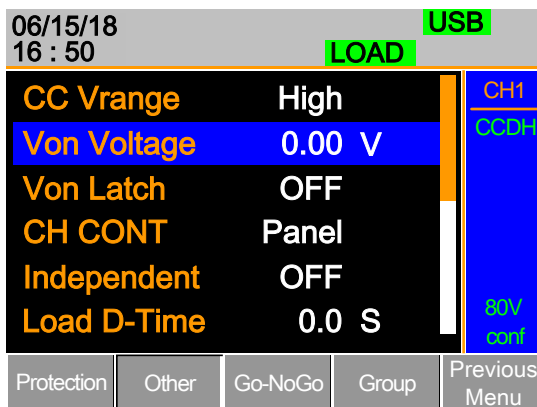 06/15/18 USB
16 : 50 LOAD
CC Vrange High
Von Voltage 0.00 V
Von Latch OFF
CH CONT Panel
Independent OFF
Load D-Time 0.0 S
CH1
CCDH
80V
conf
Protection Other Go-NoGo Group Previous
Menu